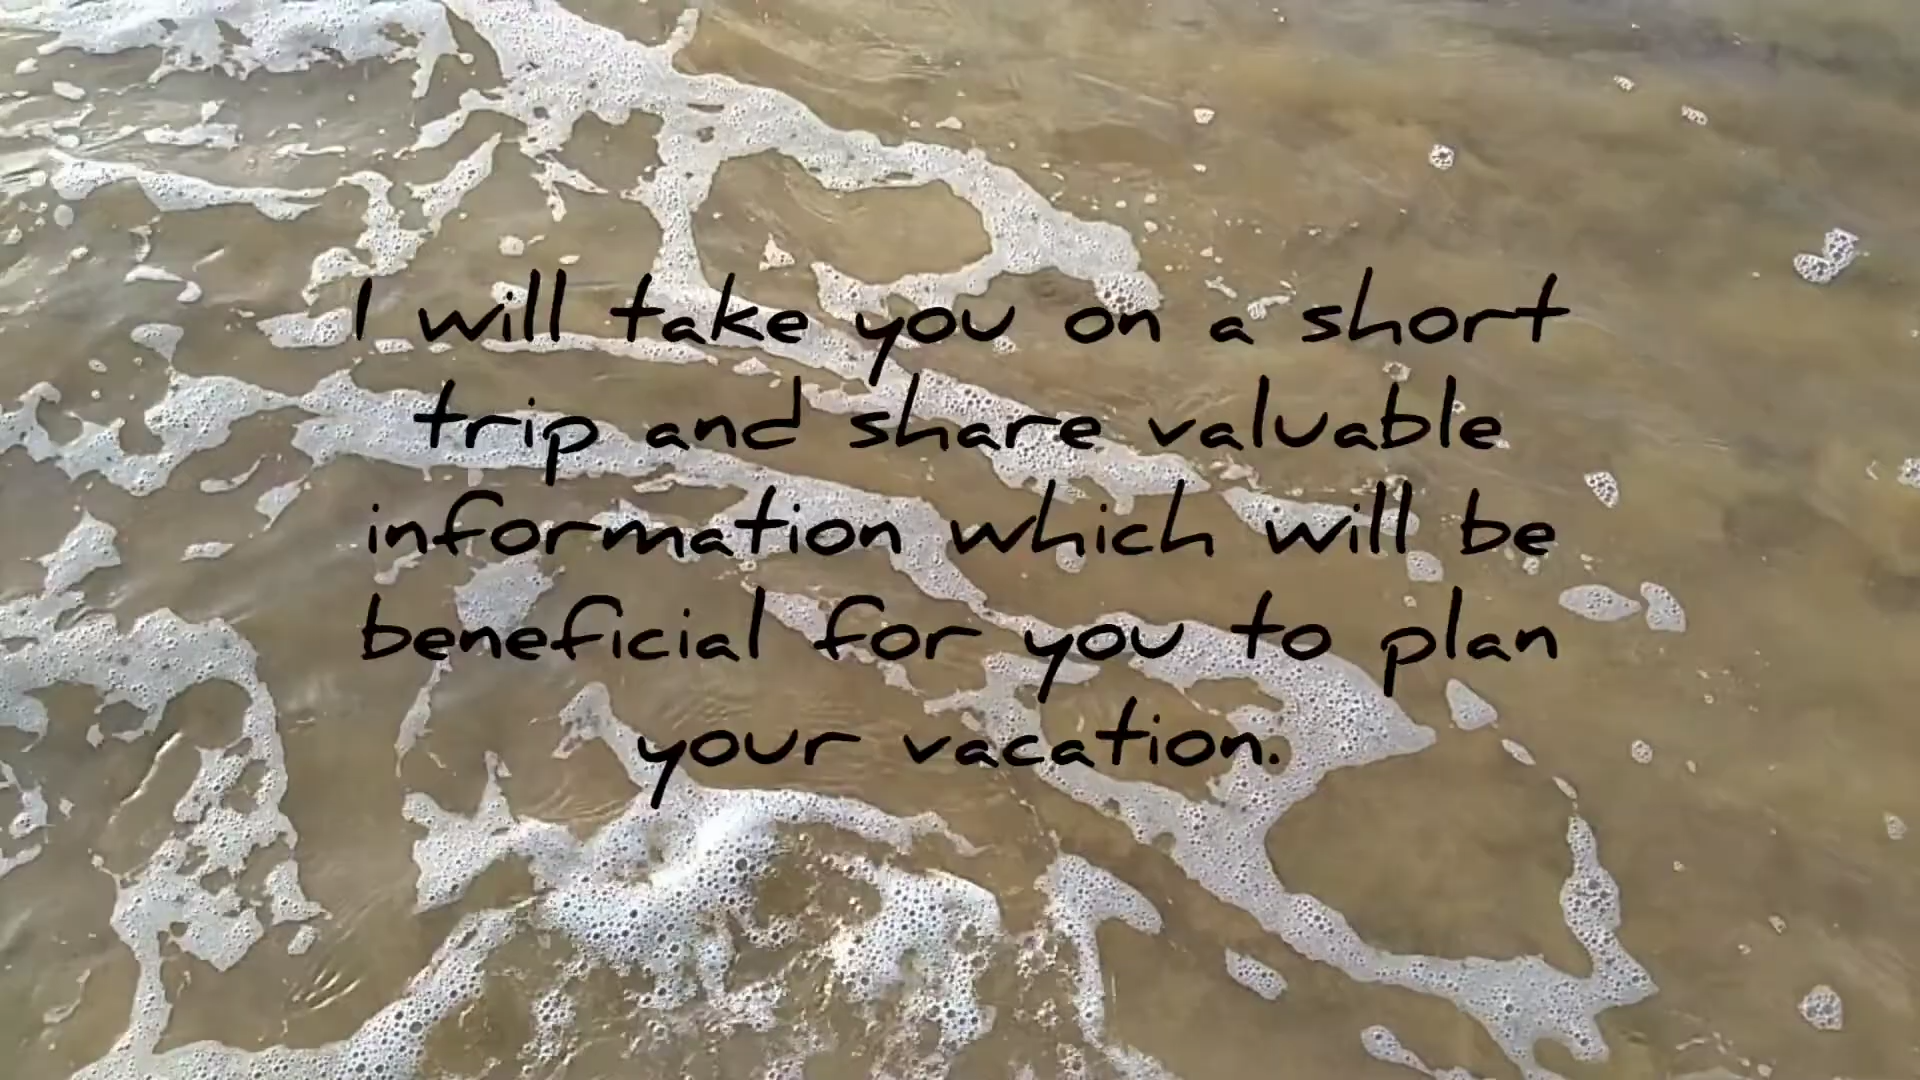 I will take you on a short
trip and share valuable
information which will be
beneficial for you to plan
your vacation.